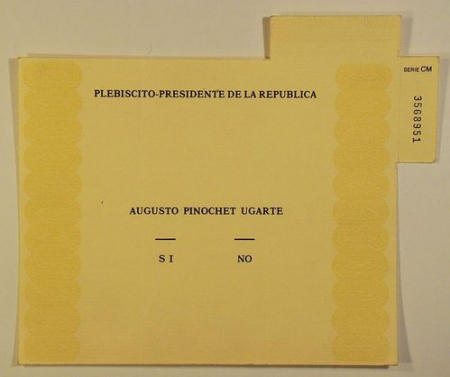 SERIE CM
3568951
PLEBISCITO-PRESIDENTE DE LA REPUBLICA
AUGUSTO PINOCHET UGARTE
SI NO